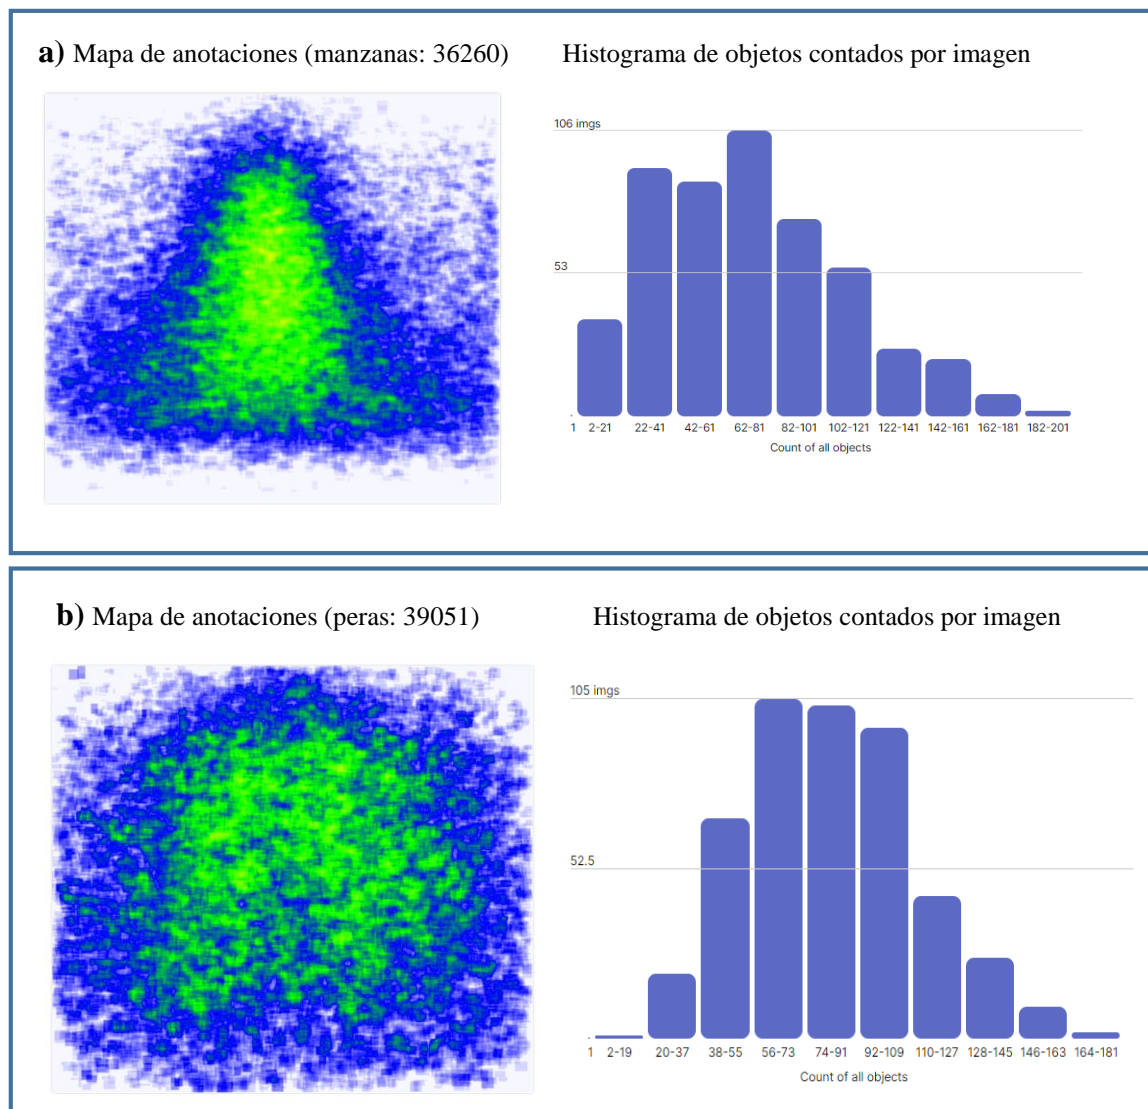 a) Mapa de anotaciones (manzanas: 36260)
Histograma de objetos contados por imagen
106 imgs
53
1 2-21 22-41 42-61 62-81 82-101 102-121 122-141 142-161 162-181 182-201
Count of all objects
b) Mapa de anotaciones (peras: 39051)
Histograma de objetos contados por imagen
105 imgs
52.5
1 2-19 20-37 38-55 56-73 74-91 92-109 110-127 128-145 146-163 164-181
Count of all objects